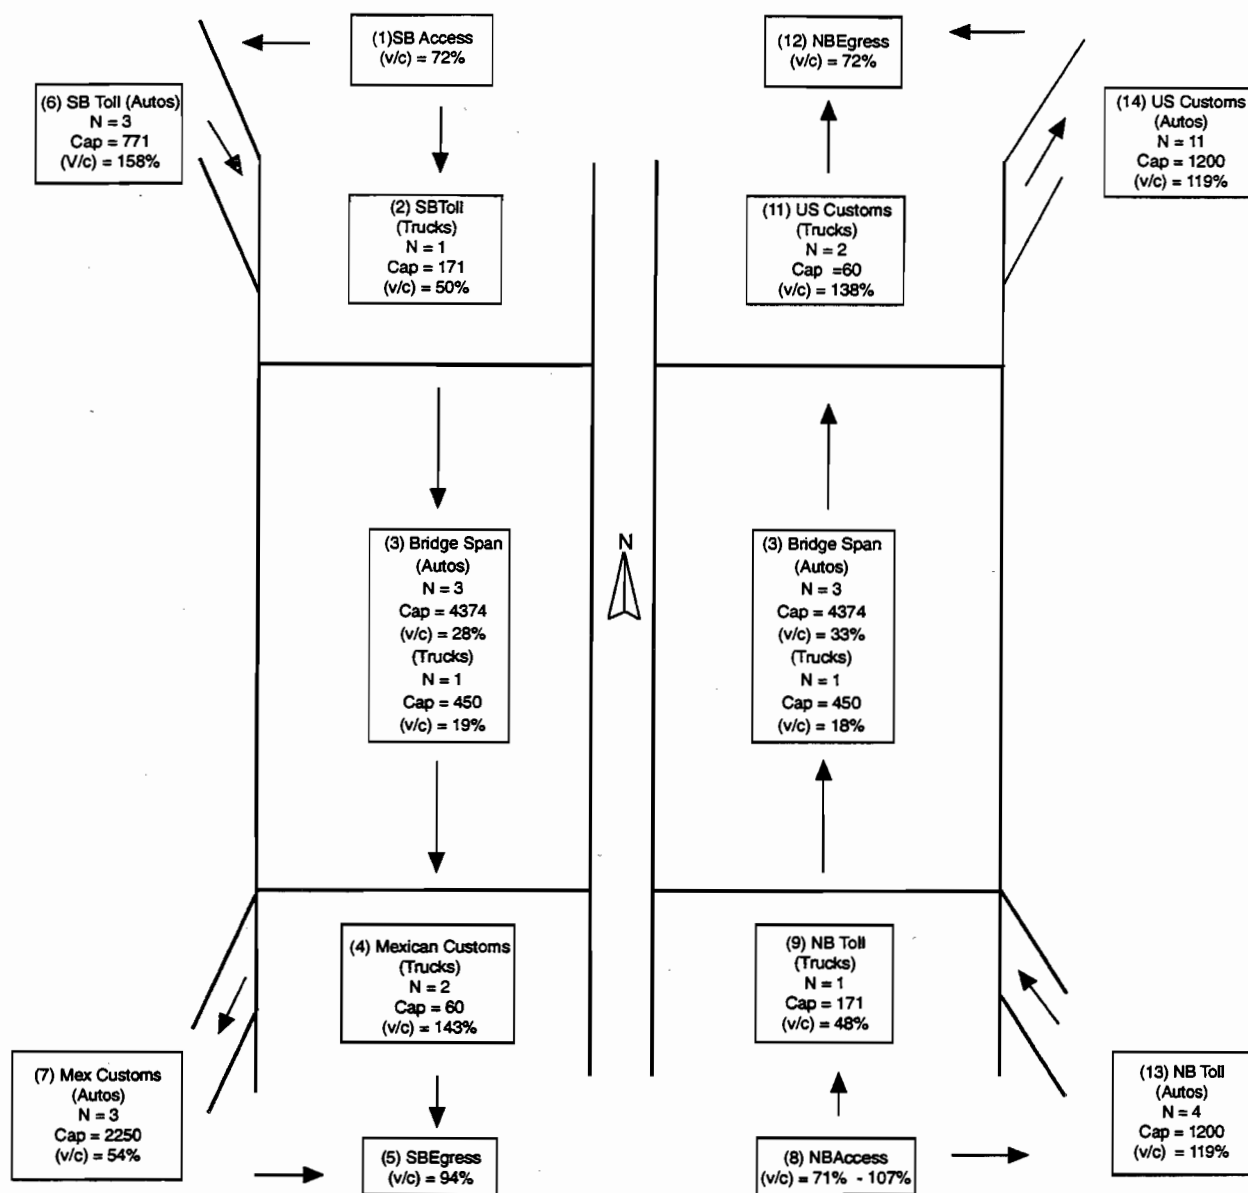 (1)SB Access
(v/c) = 72%
(12) NBEgress
(v/c) = 72%
(6) SB Toll (Autos)
N = 3
Cap = 771
(V/c) = 158%
(14) US Customs
(Autos)
N = 11
Cap = 1200
(v/c) = 119%
(2) SBToll
(Trucks)
N = 1
Cap = 171
(v/c) = 50%
(11) US Customs
(Trucks)
N = 2
Cap =60
(v/c) = 138%
(3) Bridge Span
(Autos)
N = 3
Cap = 4374
(v/c) = 28%
(Trucks)
N = 1
Cap = 450
(v/c) = 19%
N
(3) Bridge Span
(Autos)
N = 3
Cap = 4374
(v/c) = 33%
(Trucks)
N = 1
Cap = 450
(v/c) = 18%
(4) Mexican Customs
(Trucks)
N = 2
Cap = 60
(v/c) = 143%
(9) NB Toll
(Trucks)
N = 1
Cap = 171
(v/c) = 48%
(7) Mex Customs
(Autos)
N = 3
Cap = 2250
(v/c) = 54%
(13) NB Toll
(Autos)
N = 4
Cap = 1200
(v/c) = 119%
(5) SBEgress
(v/c) = 94%
(8) NBAccess
(v/c) = 71% - 107%